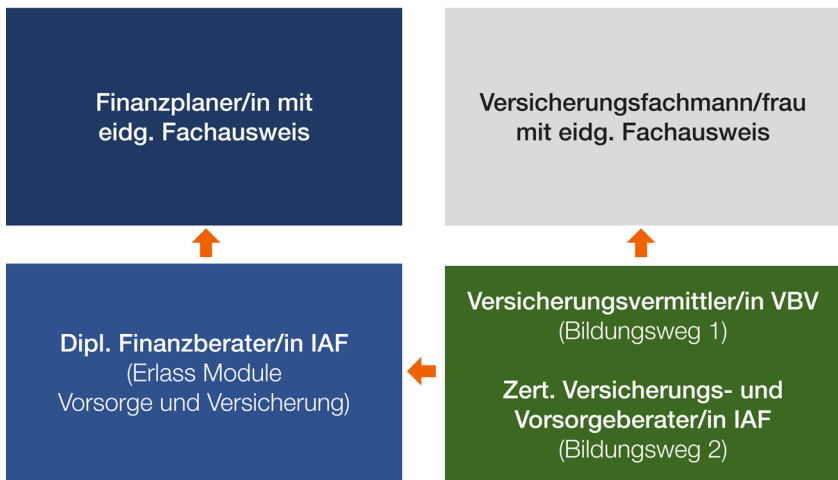 Finanzplaner/in mit
eidg. Fachausweis
Versicherungsfachmann/frau
mit eidg. Fachausweis
Dipl. Finanzberater/in IAF
(Erlass Module
Vorsorge und Versicherung)
Versicherungsvermittler/in VBV
(Bildungsweg 1)
Zert. Versicherungs- und
Vorsorgeberater/in IAF
(Bildungsweg 2)